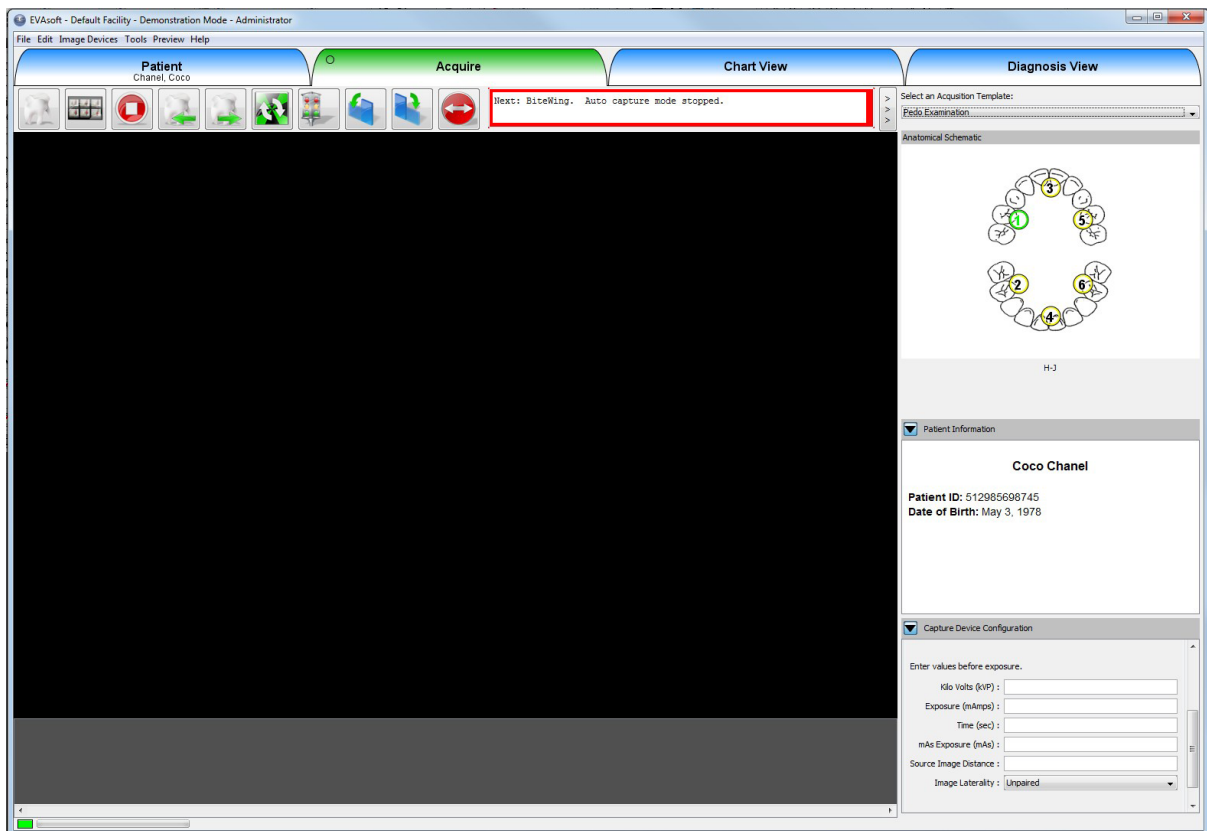 EVAsoft - Default Facility - Demonstration Mode - Administrator
File Edit Image Devices Tools Preview Help
Patient
Chanel, Coco
Acquire
Chart View
Diagnosis View
Next: BiteWing. Auto capture mode stopped.
>
>
>
Select an Acqusition Template:
Pedo Examination
Anatomical Schematic
3
1
5
2
6
4
H-J
Patient Information
Coco Chanel
Patient ID: 512985698745
Date of Birth: May 3, 1978
Capture Device Configuration
Enter values before exposure.
Kilo Volts (kVP) :
Exposure (mAmps) :
Time (sec) :
mAs Exposure (mAs) :
Source Image Distance :
Image Laterality : Unpaired